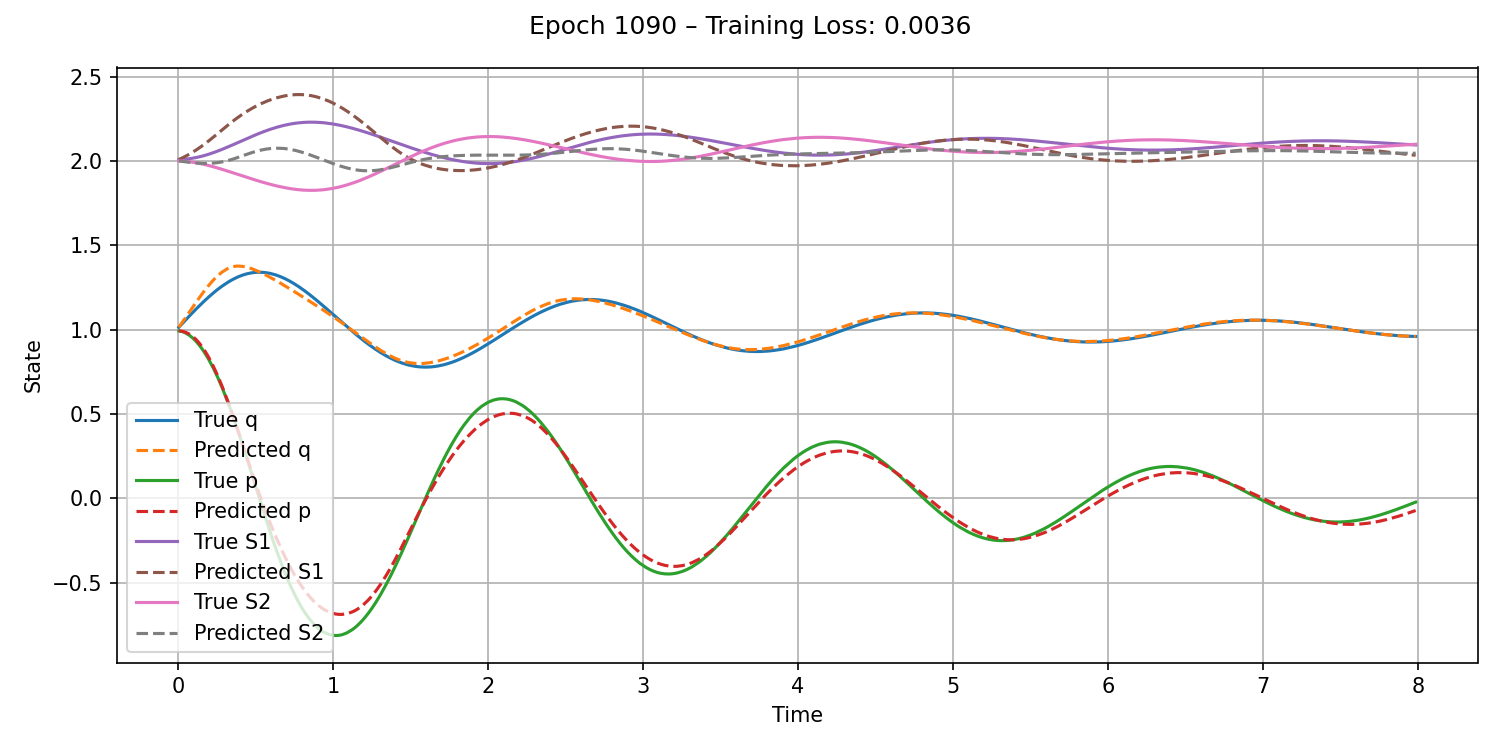 Epoch 1090 – Training Loss: 0.0036
2.5
2.0
1.5
1.0
0.5
0.0
−0.5
State
True q
Predicted q
True p
Predicted p
True S1
Predicted S1
True S2
Predicted S2
0 1 2 3 4 5 6 7 8
Time